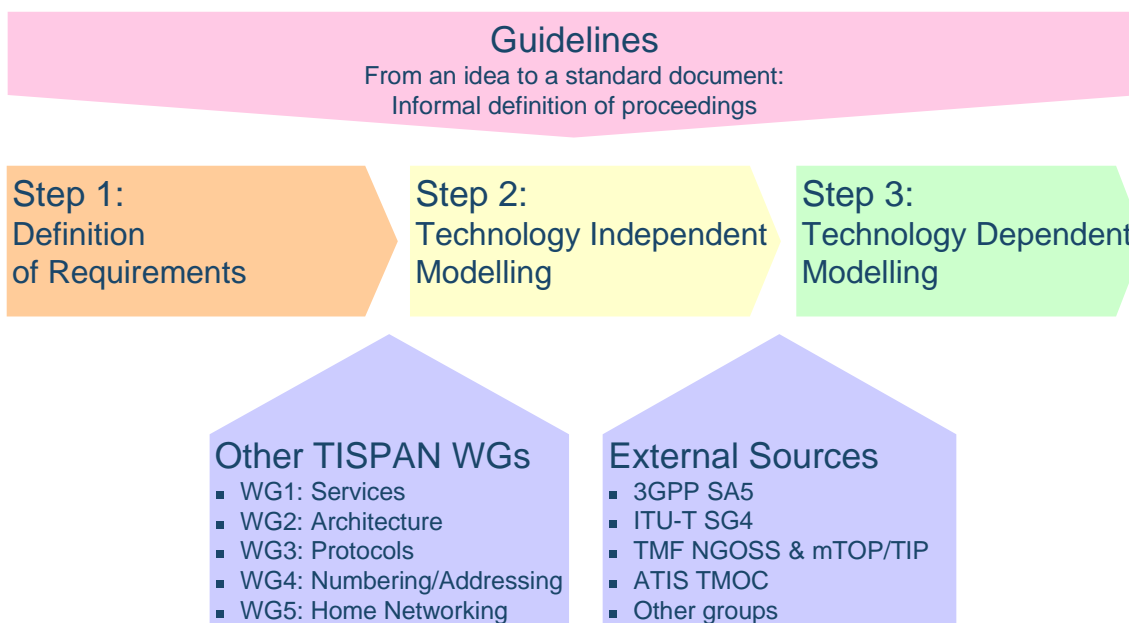 Guidelines
From an idea to a standard document:
Informal definition of proceedings
Step 1:
Definition
of Requirements
Step 2:
Technology Independent
Modelling
Step 3:
Technology Dependent
Modelling
Other TISPAN WGs
▪ WG1: Services
▪ WG2: Architecture
▪ WG3: Protocols
▪ WG4: Numbering/Addressing
▪ WG5: Home Networking
External Sources
▪ 3GPP SA5
▪ ITU-T SG4
▪ TMF NGOSS & mTOP/TIP
▪ ATIS TMOC
▪ Other groups